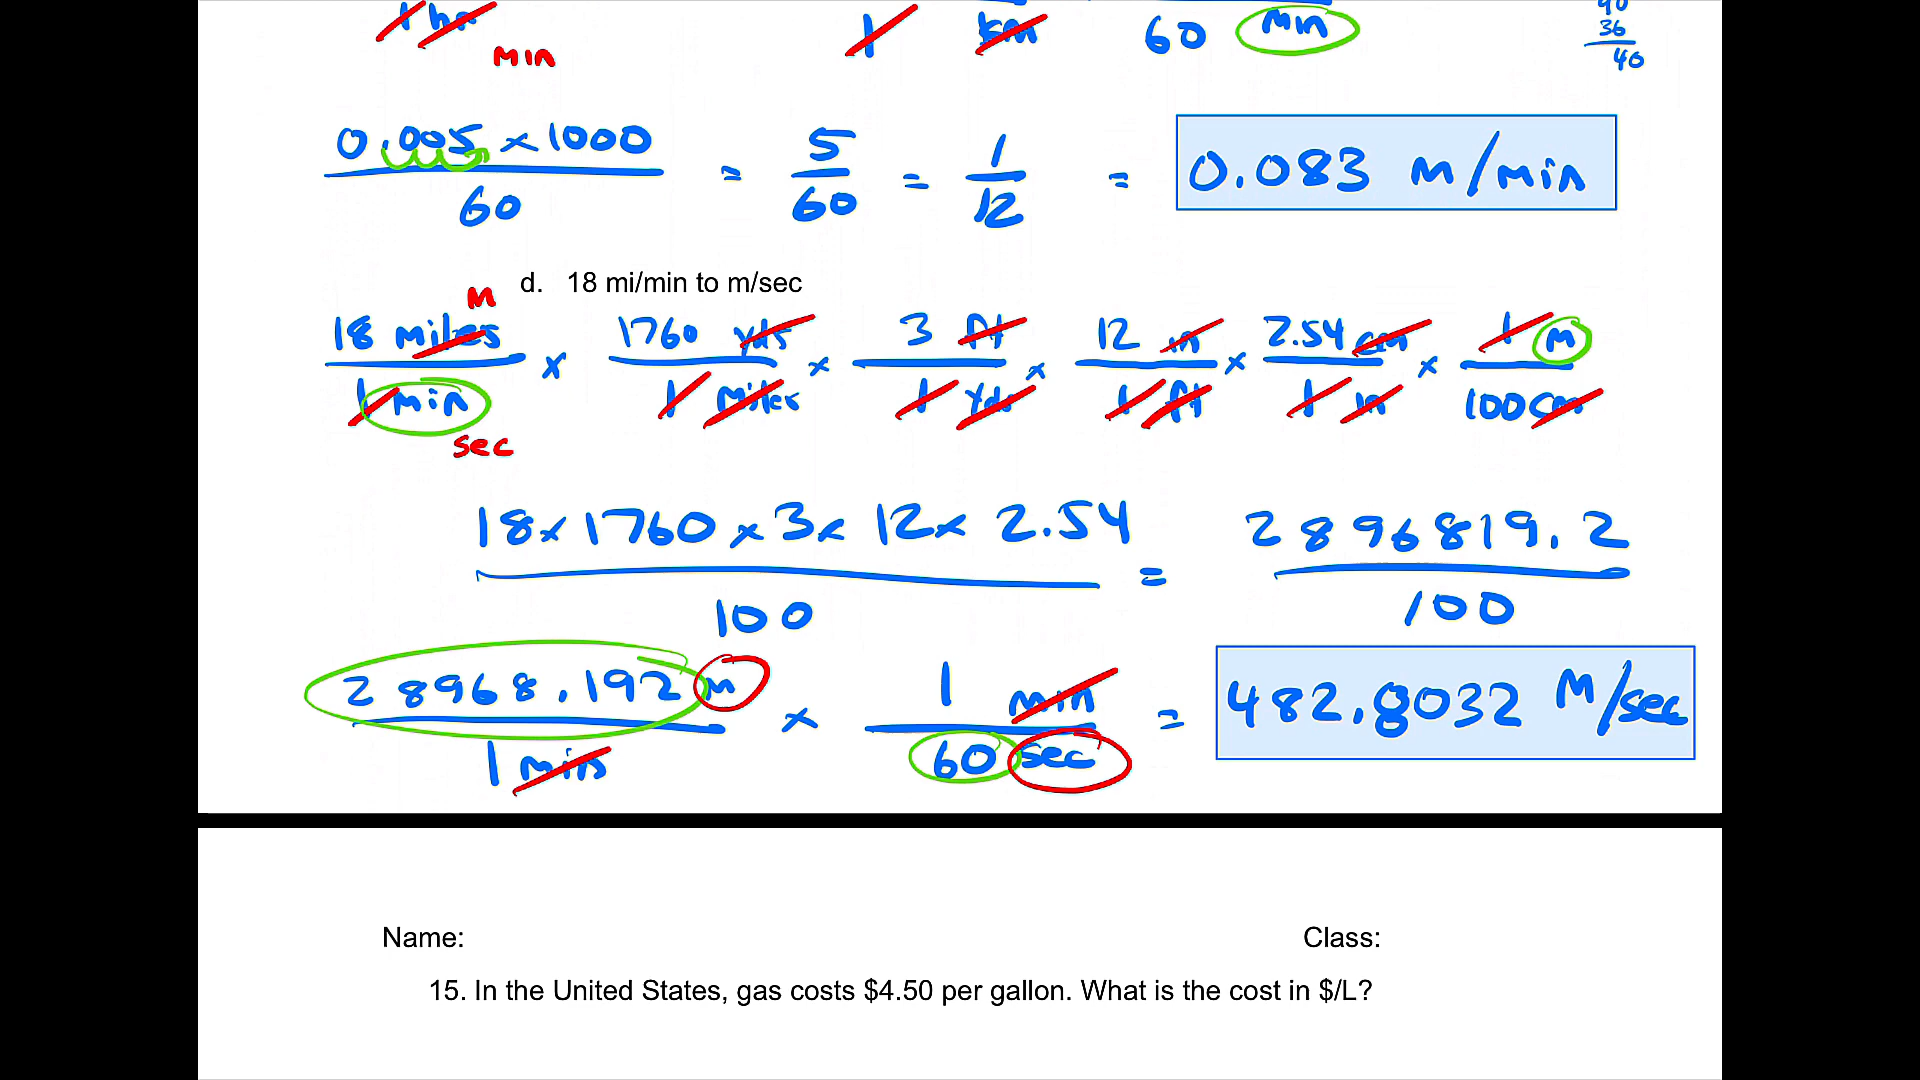 1 hr 1 km 60 min 40
min 36
40
0.005 × 1000 / 60 = 5/60 = 1/12 = 0.083 m/min
d. 18 mi/min to m/sec
M
18 miles / 1 min × 1760 yds / 1 miles × 3 ft / 1 yds × 12 in / 1 ft × 2.54 cm / 1 in × 1 m / 100 cm
sec
18 × 1760 × 3 × 12 × 2.54 / 100 = 2896819.2 / 100
28968.192 m / 1 min × 1 min / 60 sec = 482.8032 M/sec
Name: Class:
15. In the United States, gas costs $4.50 per gallon. What is the cost in $/L?